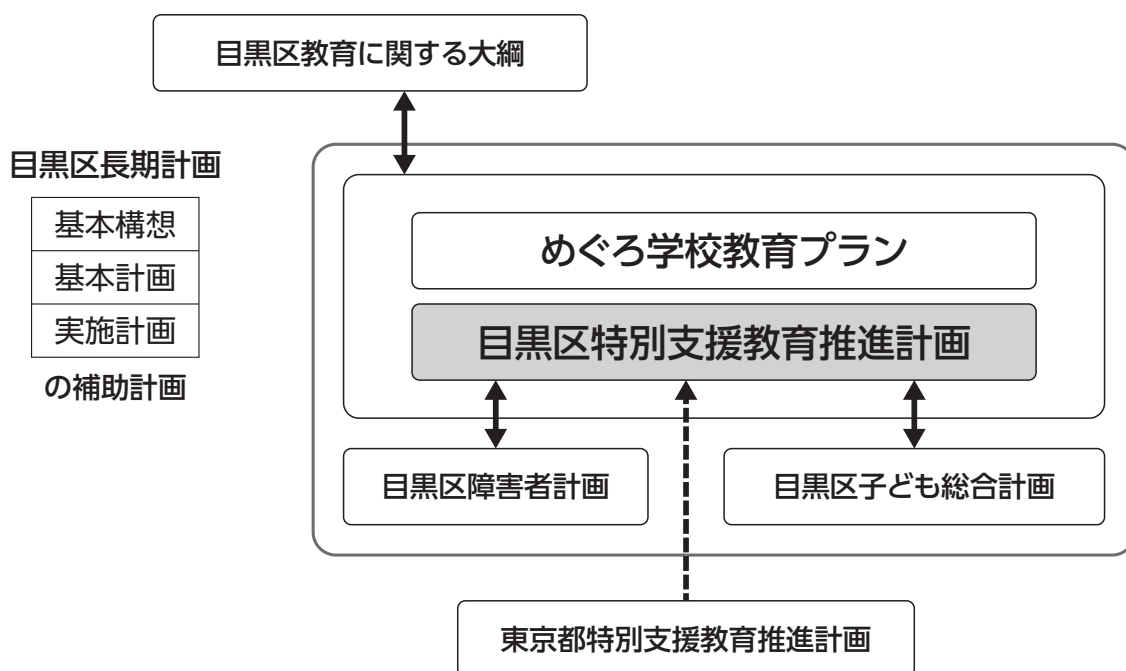 目黒区教育に関する大綱
目黒区長期計画
基本構想
基本計画
実施計画
の補助計画
めぐろ学校教育プラン
目黒区特別支援教育推進計画
目黒区障害者計画
目黒区子ども総合計画
東京都特別支援教育推進計画